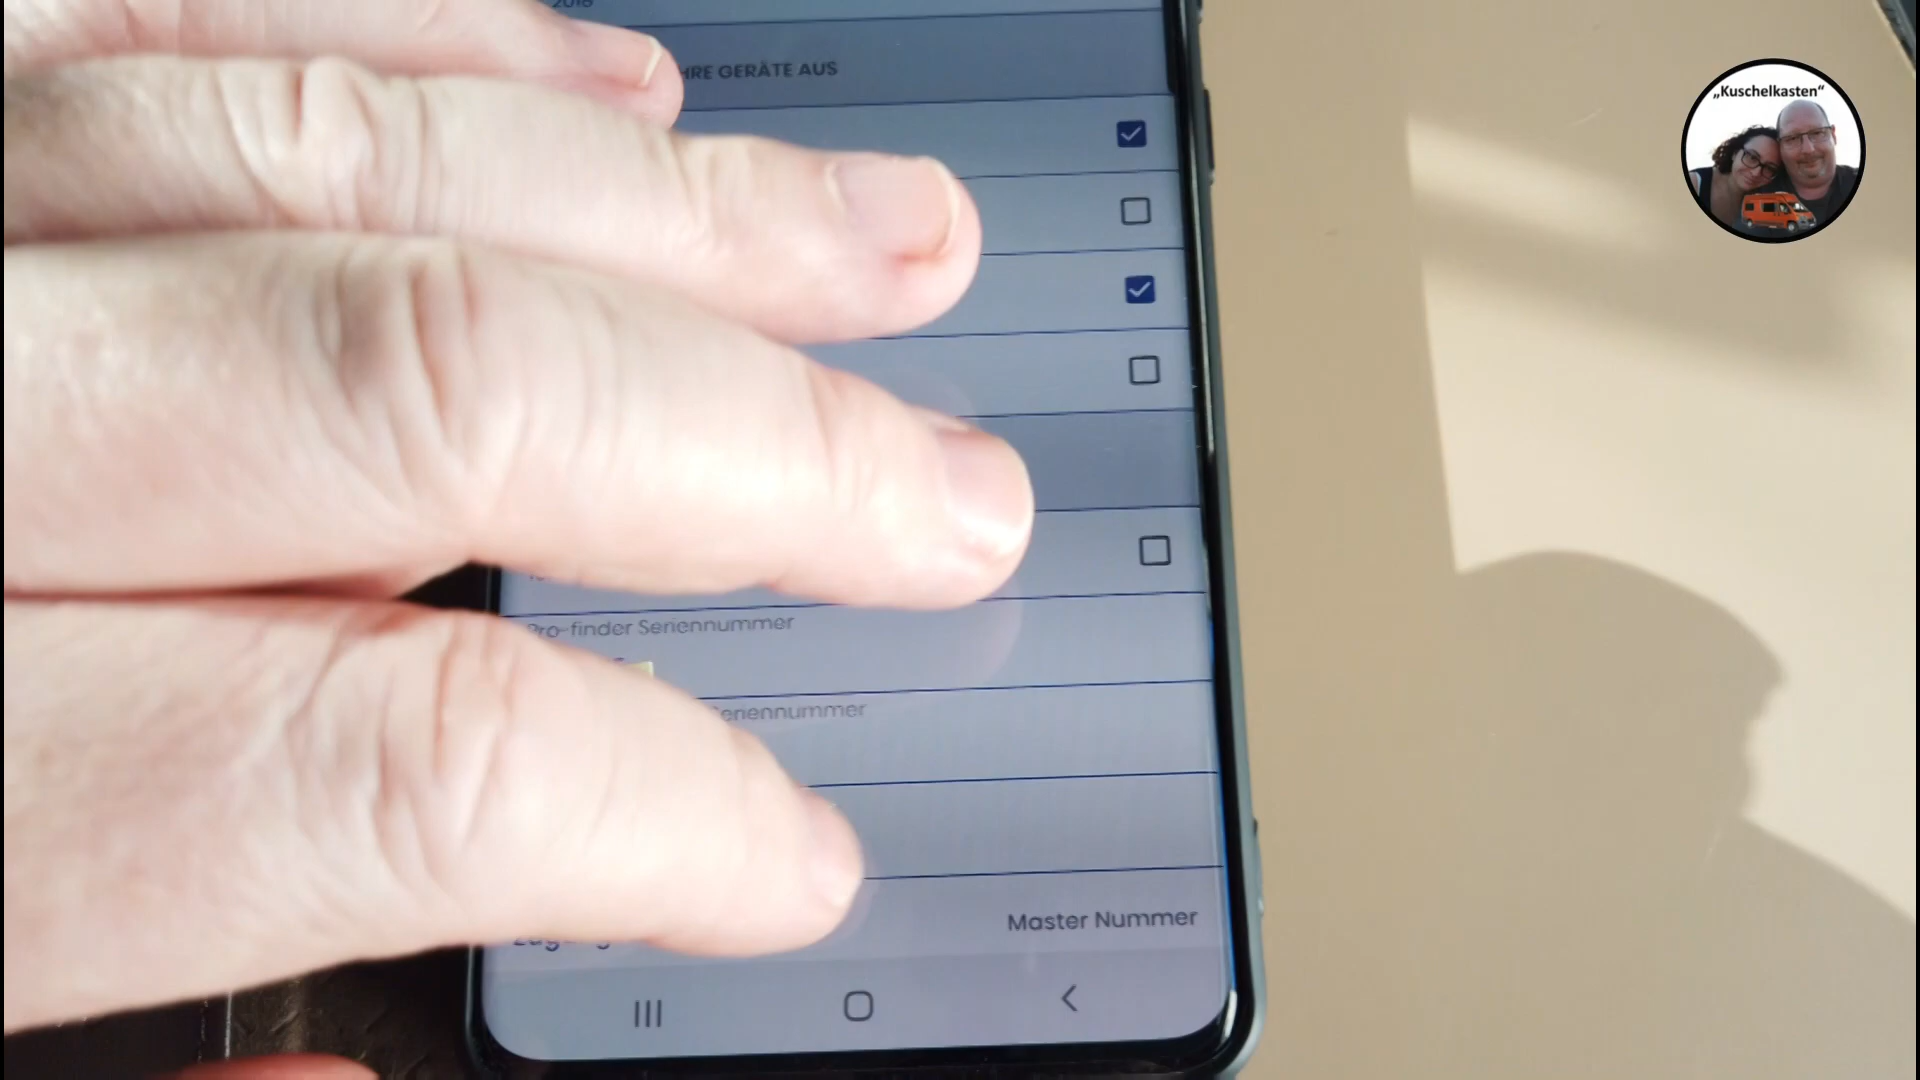 2018
HRE GERÄTE AUS
„Kuschelkasten“
Pro-finder Seriennummer
Seriennummer
Master Nummer